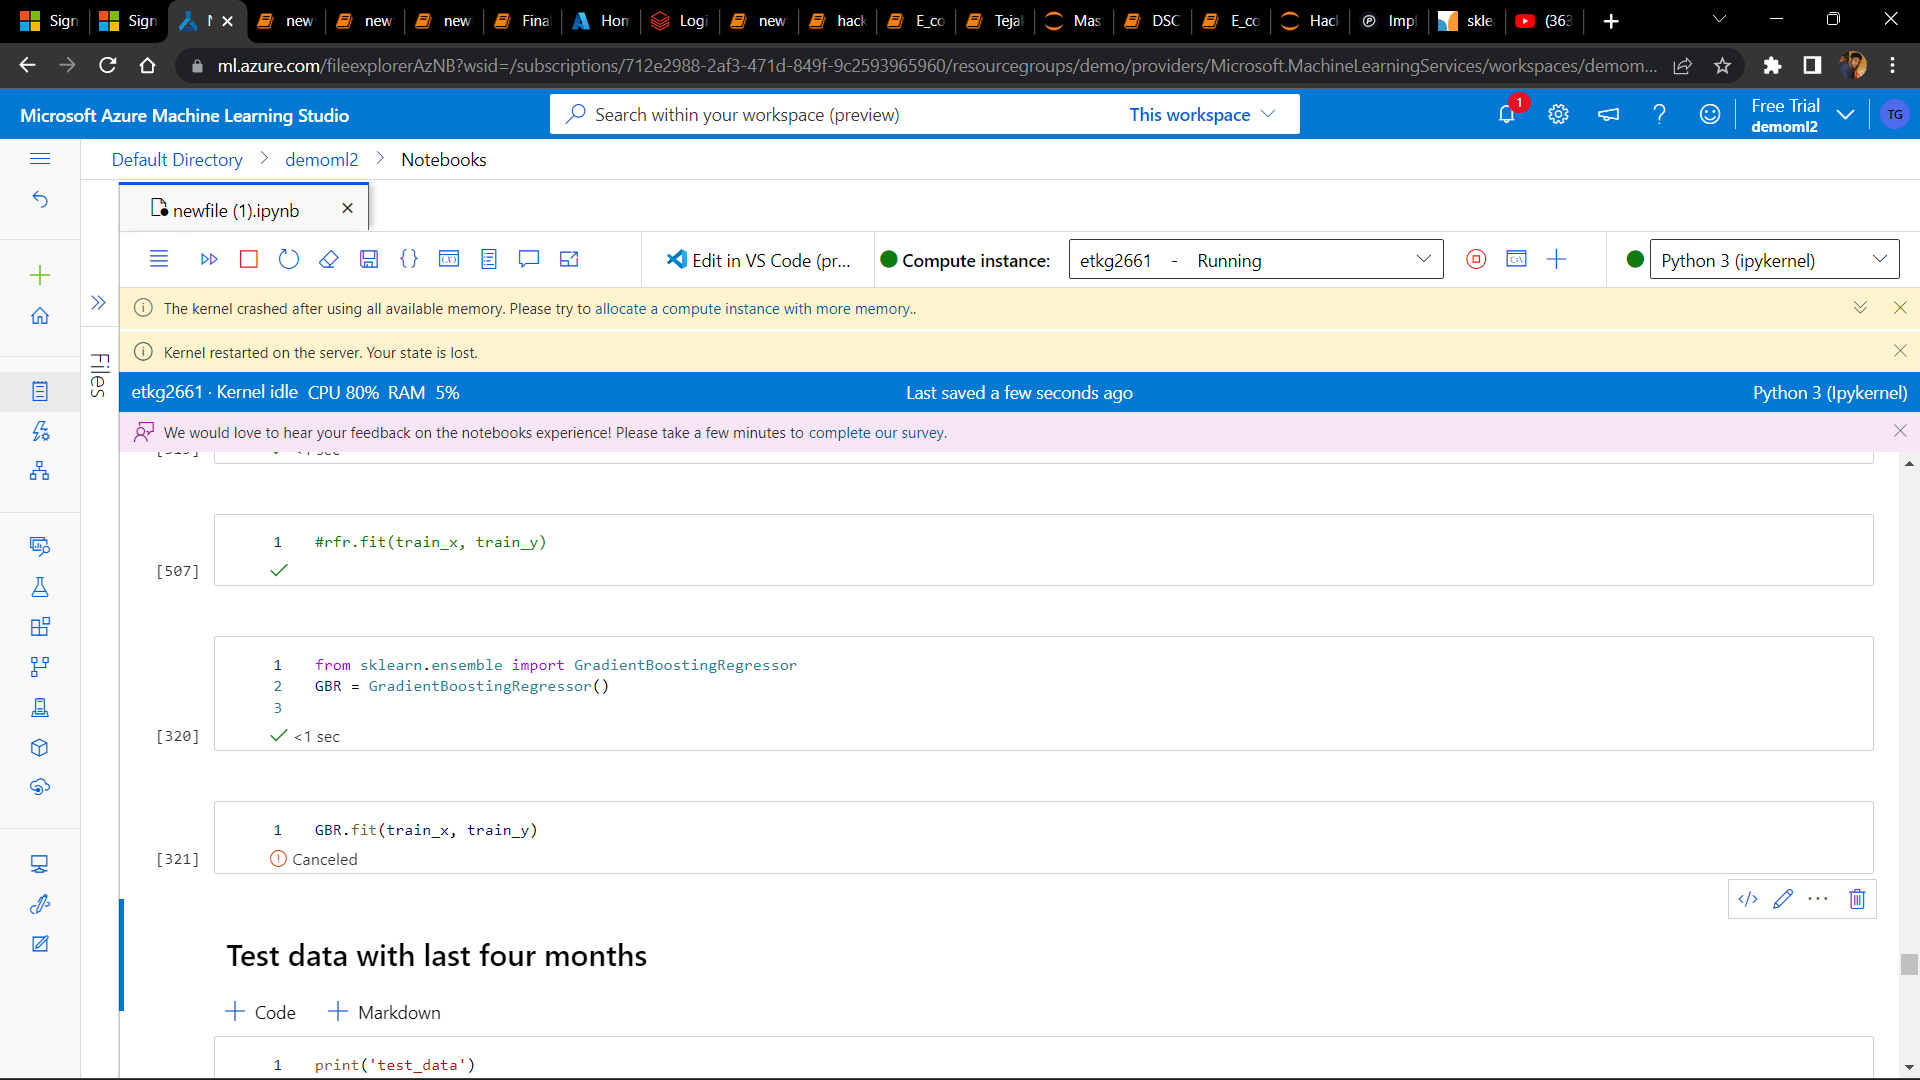 Sign
Sign
N
new
new
new
Fina
Hom
Logi
new
hack
E_co
Teja
Mas
DSC
E_co
Hack
Impl
skle
(363
ml.azure.com/fileexplorerAzNB?wsid=/subscriptions/712e2988-2af3-471d-849f-9c2593965960/resourcegroups/demo/providers/Microsoft.MachineLearningServices/workspaces/demom...
Microsoft Azure Machine Learning Studio
Search within your workspace (preview)
This workspace
1
Free Trial
demoml2
TG
Default Directory > demoml2 > Notebooks
newfile (1).ipynb
Edit in VS Code (pr...
Compute instance:
etkg2661 - Running
Python 3 (ipykernel)
The kernel crashed after using all available memory. Please try to allocate a compute instance with more memory..
Kernel restarted on the server. Your state is lost.
Files
etkg2661 · Kernel idle CPU 80% RAM 5%
Last saved a few seconds ago
Python 3 (Ipykernel)
We would love to hear your feedback on the notebooks experience! Please take a few minutes to complete our survey.
[319] <1 sec
1 #rfr.fit(train_x, train_y)
[507]
1 from sklearn.ensemble import GradientBoostingRegressor
2 GBR = GradientBoostingRegressor()
3
[320] <1 sec
1 GBR.fit(train_x, train_y)
[321] Canceled
Test data with last four months
+ Code + Markdown
1 print('test_data')